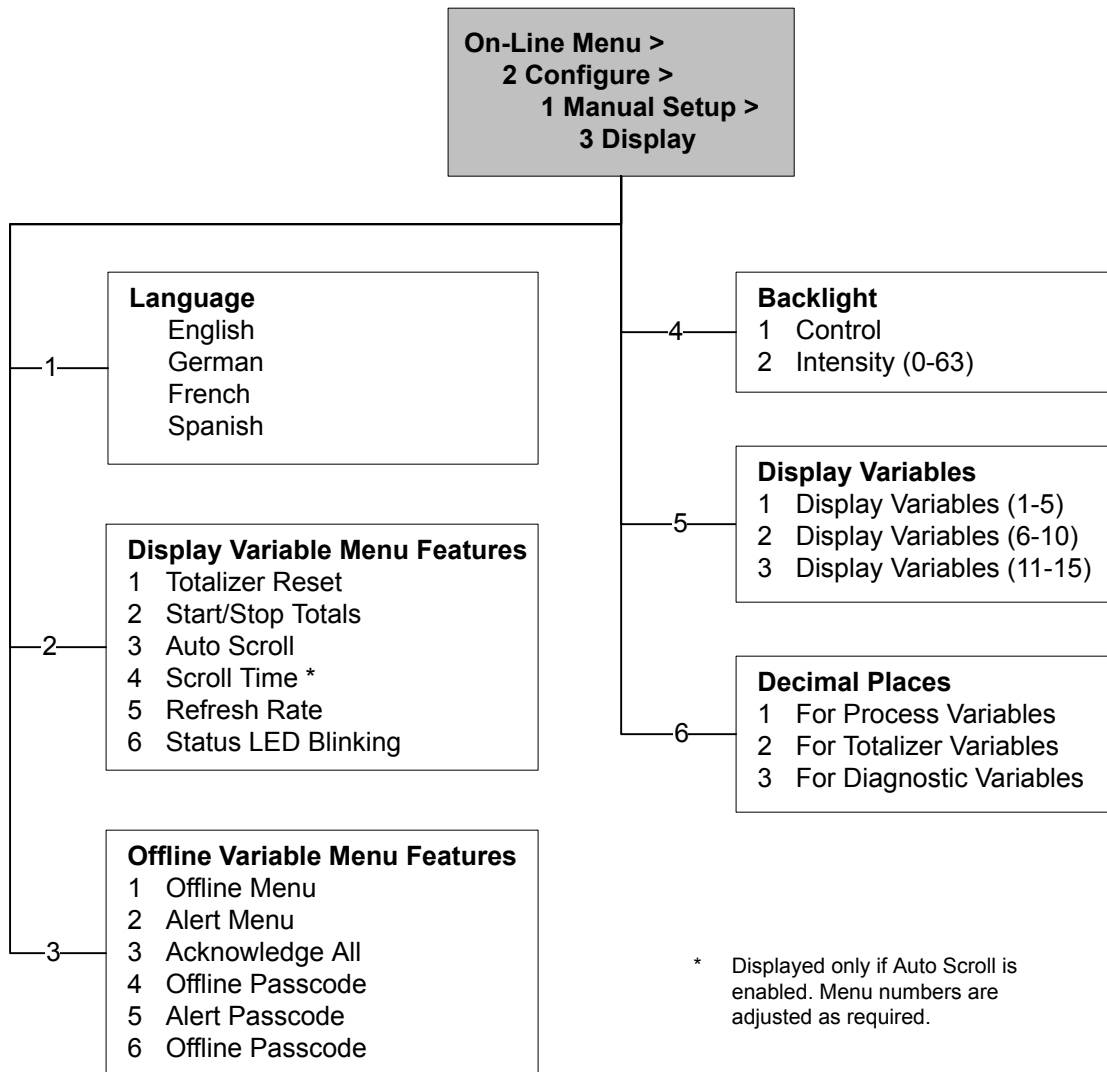 On-Line Menu >
2 Configure >
1 Manual Setup >
3 Display
1
Language
English
German
French
Spanish
2
Display Variable Menu Features
1 Totalizer Reset
2 Start/Stop Totals
3 Auto Scroll
4 Scroll Time *
5 Refresh Rate
6 Status LED Blinking
3
Offline Variable Menu Features
1 Offline Menu
2 Alert Menu
3 Acknowledge All
4 Offline Passcode
5 Alert Passcode
6 Offline Passcode
4
Backlight
1 Control
2 Intensity (0-63)
5
Display Variables
1 Display Variables (1-5)
2 Display Variables (6-10)
3 Display Variables (11-15)
6
Decimal Places
1 For Process Variables
2 For Totalizer Variables
3 For Diagnostic Variables
* Displayed only if Auto Scroll is
enabled. Menu numbers are
adjusted as required.